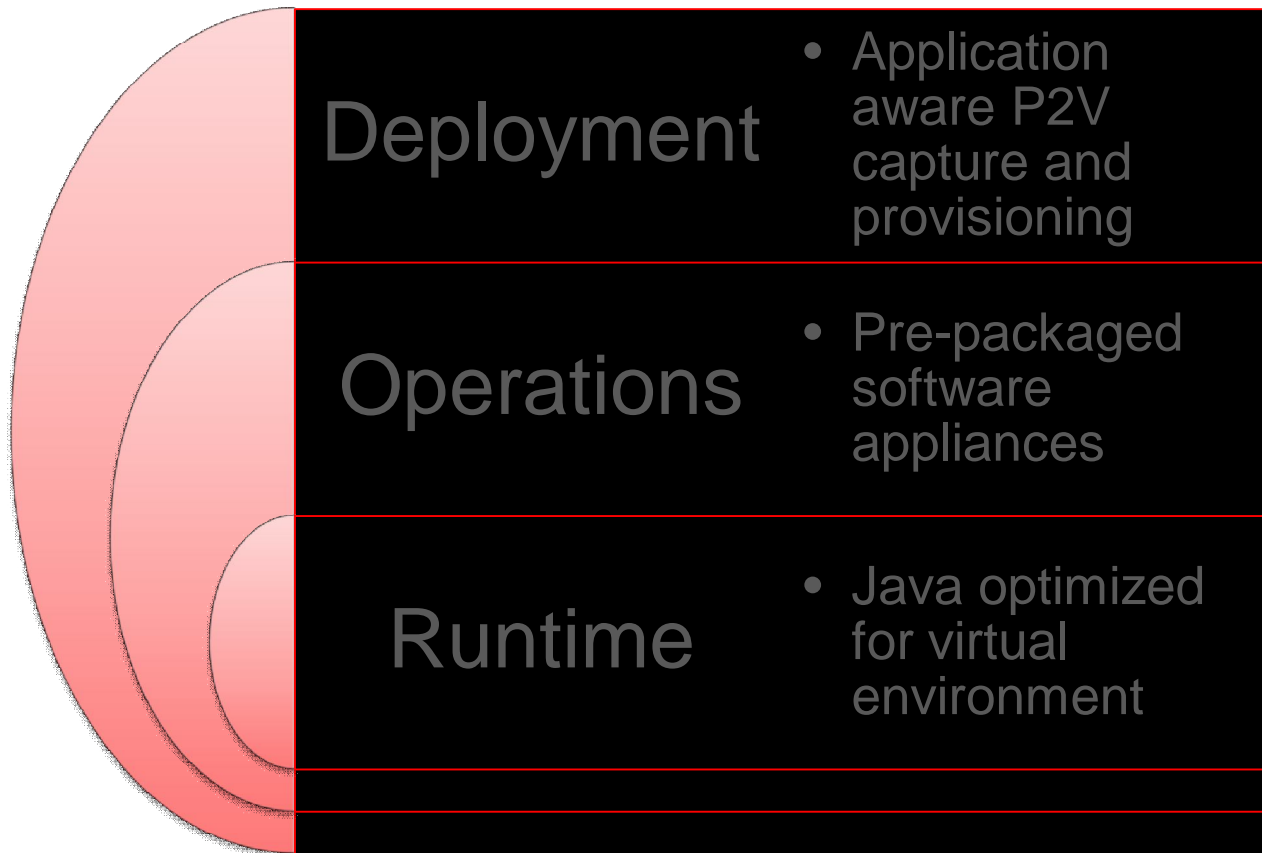 Deployment
• Application
aware P2V
capture and
provisioning
Operations
• Pre-packaged
software
appliances
Runtime
• Java optimized
for virtual
environment